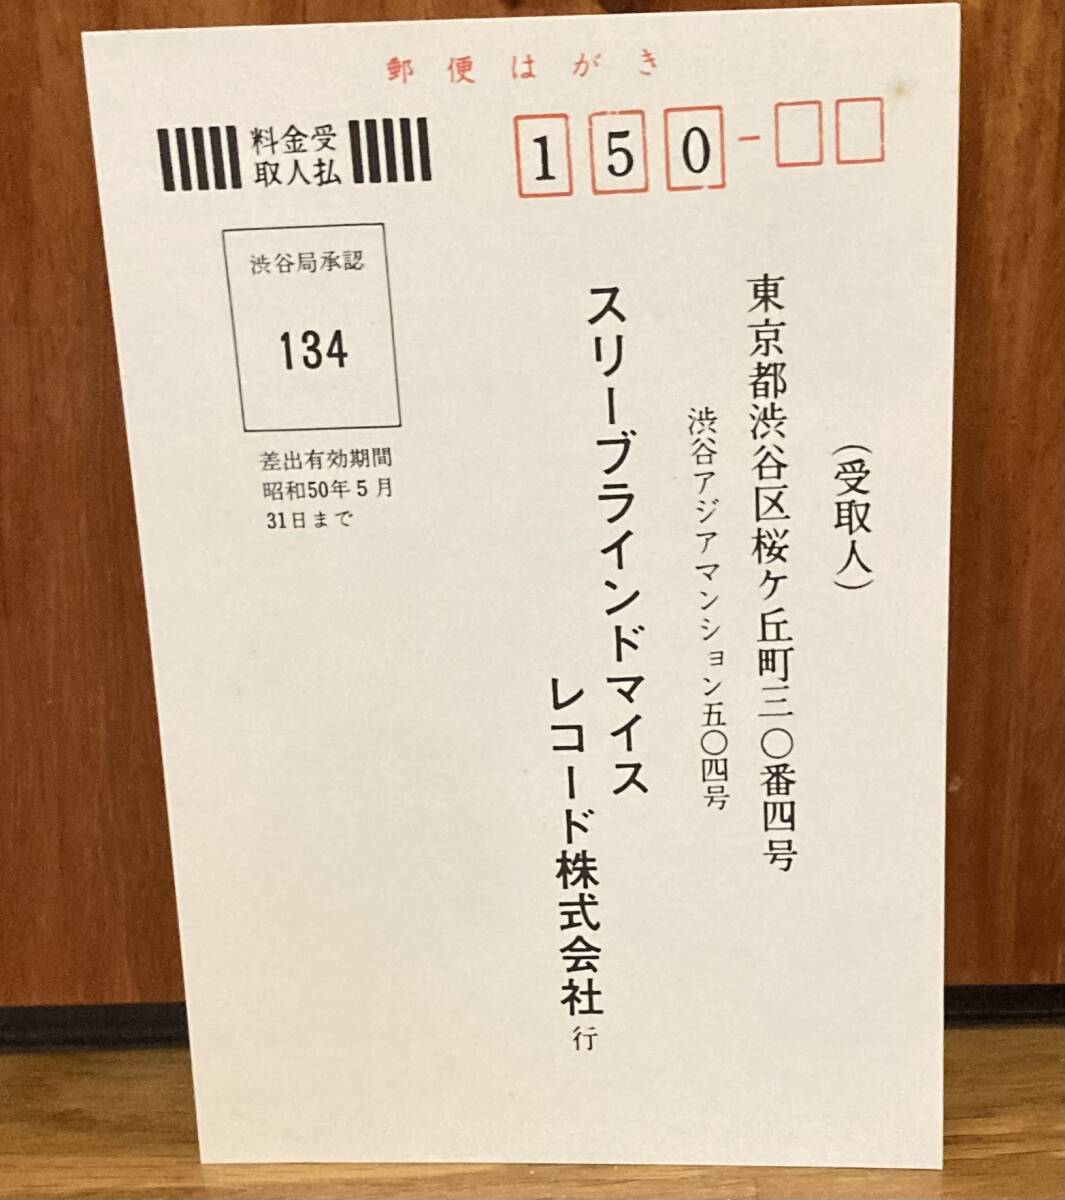 郵便はがき
料金受
取人払
150-
渋谷局承認
134
差出有効期間
昭和50年5月
31日まで
(受取人)
東京都渋谷区桜ケ丘町三〇番四号
渋谷アジアマンション五〇四号
スリーブラインドマイス
レコード株式会社行